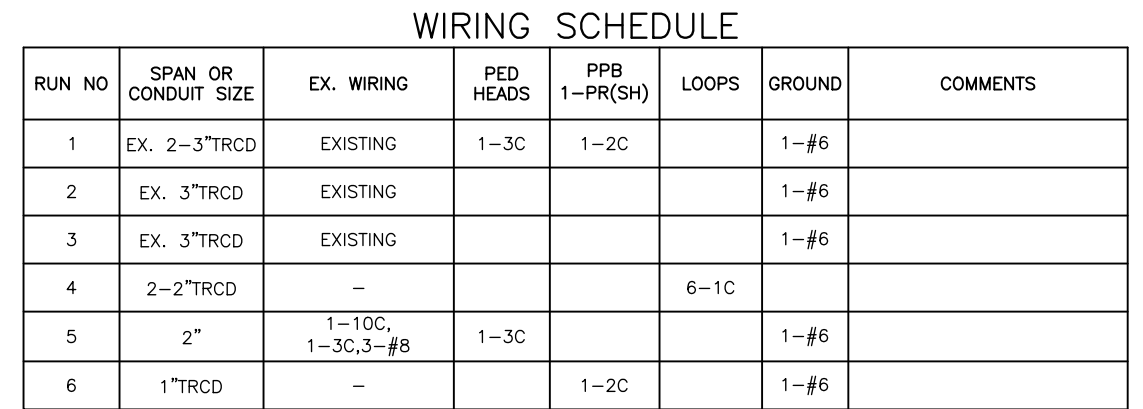 WIRING SCHEDULE
RUN NO SPAN OR CONDUIT SIZE EX. WIRING PED HEADS PPB 1-PR(SH) LOOPS GROUND COMMENTS
1 EX. 2-3"TRCD EXISTING 1-3C 1-2C 1-#6
2 EX. 3"TRCD EXISTING 1-#6
3 EX. 3"TRCD EXISTING 1-#6
4 2-2"TRCD - 6-1C
5 2" 1-10C, 1-3C,3-#8 1-3C 1-#6
6 1"TRCD - 1-2C 1-#6